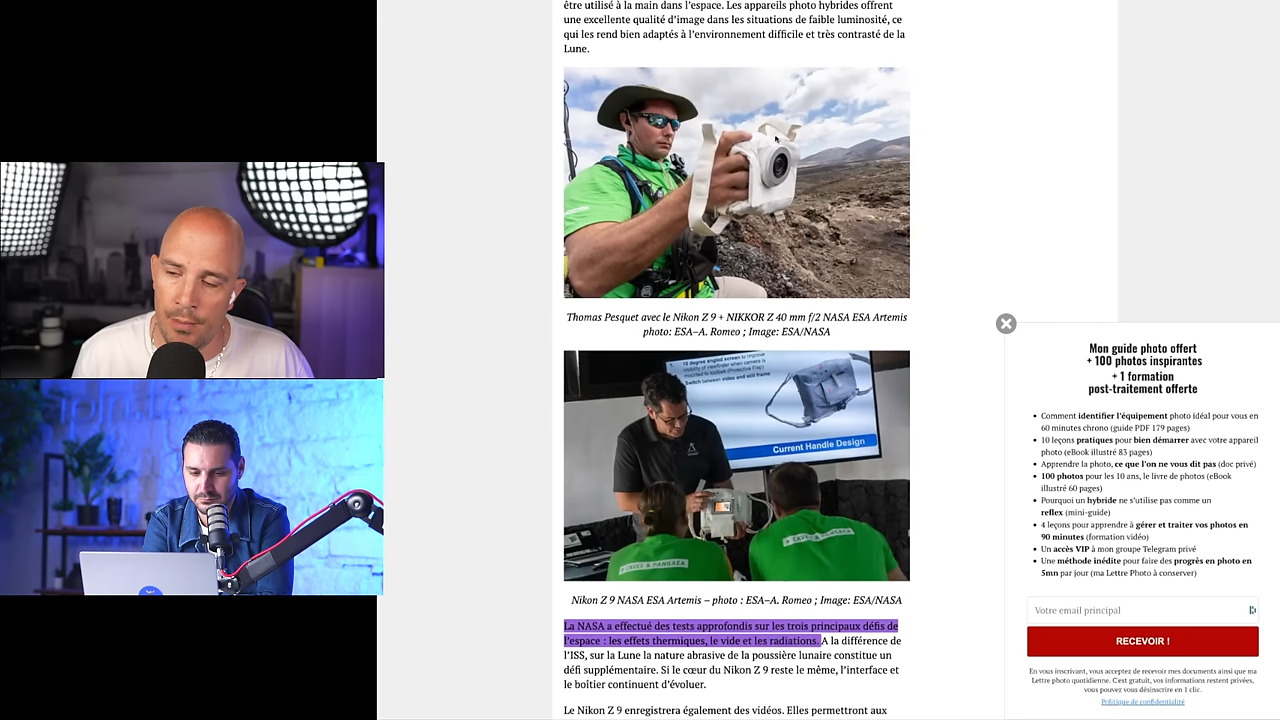 être utilisé à la main dans l'espace. Les appareils photo hybrides offrent
une excellente qualité d'image dans les situations de faible luminosité, ce
qui les rend bien adaptés à l'environnement difficile et très contrasté de la
Lune.
Thomas Pesquet avec le Nikon Z 9 + NIKKOR Z 40 mm f/2 NASA ESA Artemis
photo: ESA–A. Romeo ; Image: ESA/NASA
of viewfinder when camera is
Switch between video and still frame
Current Handle Design
Nikon Z 9 NASA ESA Artemis – photo : ESA–A. Romeo ; Image: ESA/NASA
La NASA a effectué des tests approfondis sur les trois principaux défis de
l'espace : les effets thermiques, le vide et les radiations. A la différence de
l'ISS, sur la Lune la nature abrasive de la poussière lunaire constitue un
défi supplémentaire. Si le cœur du Nikon Z 9 reste le même, l'interface et
le boîtier continuent d'évoluer.
Le Nikon Z 9 enregistrera également des vidéos. Elles permettront aux
Mon guide photo offert
+ 100 photos inspirantes
+ 1 formation
post-traitement offerte
Comment identifier l'équipement photo idéal pour vous en
60 minutes chrono (guide PDF 179 pages)
10 leçons pratiques pour bien démarrer avec votre appareil
photo (eBook illustré 83 pages)
Apprendre la photo, ce que l'on ne vous dit pas (doc privé)
100 photos pour les 10 ans, le livre de photos (eBook
illustré 60 pages)
Pourquoi un hybride ne s'utilise pas comme un
reflex (mini-guide)
4 leçons pour apprendre à gérer et traiter vos photos en
90 minutes (formation vidéo)
Un accès VIP à mon groupe Telegram privé
Une méthode inédite pour faire des progrès en photo en
5mn par jour (ma Lettre Photo à conserver)
Votre email principal
RECEVOIR !
En vous inscrivant, vous acceptez de recevoir mes documents ainsi que ma
Lettre photo quotidienne. C'est gratuit, vos informations restent privées,
vous pouvez vous désinscrire en 1 clic.
Politique de confidentialité